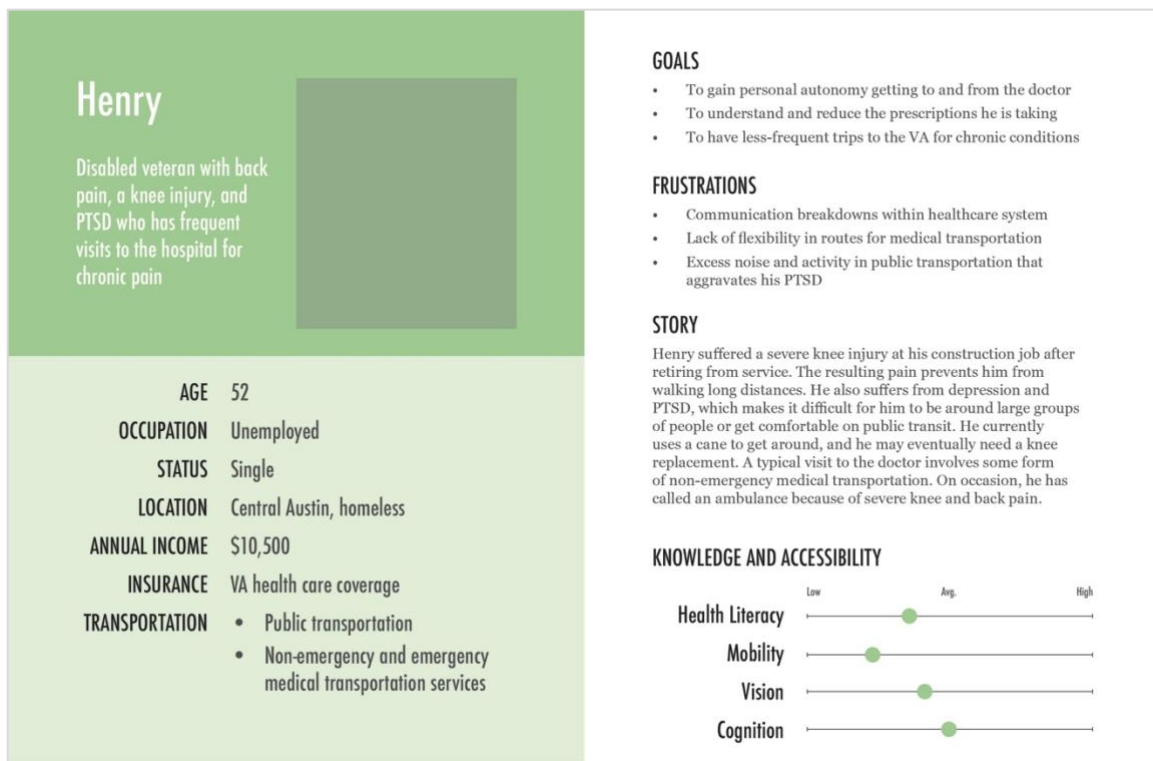 Henry
Disabled veteran with back
pain, a knee injury, and
PTSD who has frequent
visits to the hospital for
chronic pain
AGE 52
OCCUPATION Unemployed
STATUS Single
LOCATION Central Austin, homeless
ANNUAL INCOME $10,500
INSURANCE VA health care coverage
TRANSPORTATION • Public transportation
• Non-emergency and emergency
medical transportation services
GOALS
• To gain personal autonomy getting to and from the doctor
• To understand and reduce the prescriptions he is taking
• To have less-frequent trips to the VA for chronic conditions
FRUSTRATIONS
• Communication breakdowns within healthcare system
• Lack of flexibility in routes for medical transportation
• Excess noise and activity in public transportation that
aggravates his PTSD
STORY
Henry suffered a severe knee injury at his construction job after
retiring from service. The resulting pain prevents him from
walking long distances. He also suffers from depression and
PTSD, which makes it difficult for him to be around large groups
of people or get comfortable on public transit. He currently
uses a cane to get around, and he may eventually need a knee
replacement. A typical visit to the doctor involves some form
of non-emergency medical transportation. On occasion, he has
called an ambulance because of severe knee and back pain.
KNOWLEDGE AND ACCESSIBILITY
Low Avg. High
Health Literacy
Mobility
Vision
Cognition